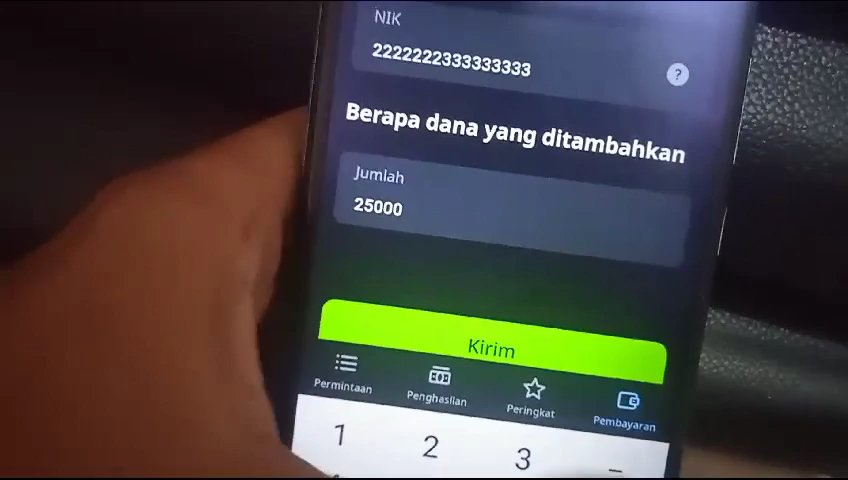 NIK
2222222333333333
?
Berapa dana yang ditambahkan
Jumlah
25000
Kirim
Permintaan Penghasilan Peringkat Pembayaran
1 2 3 –